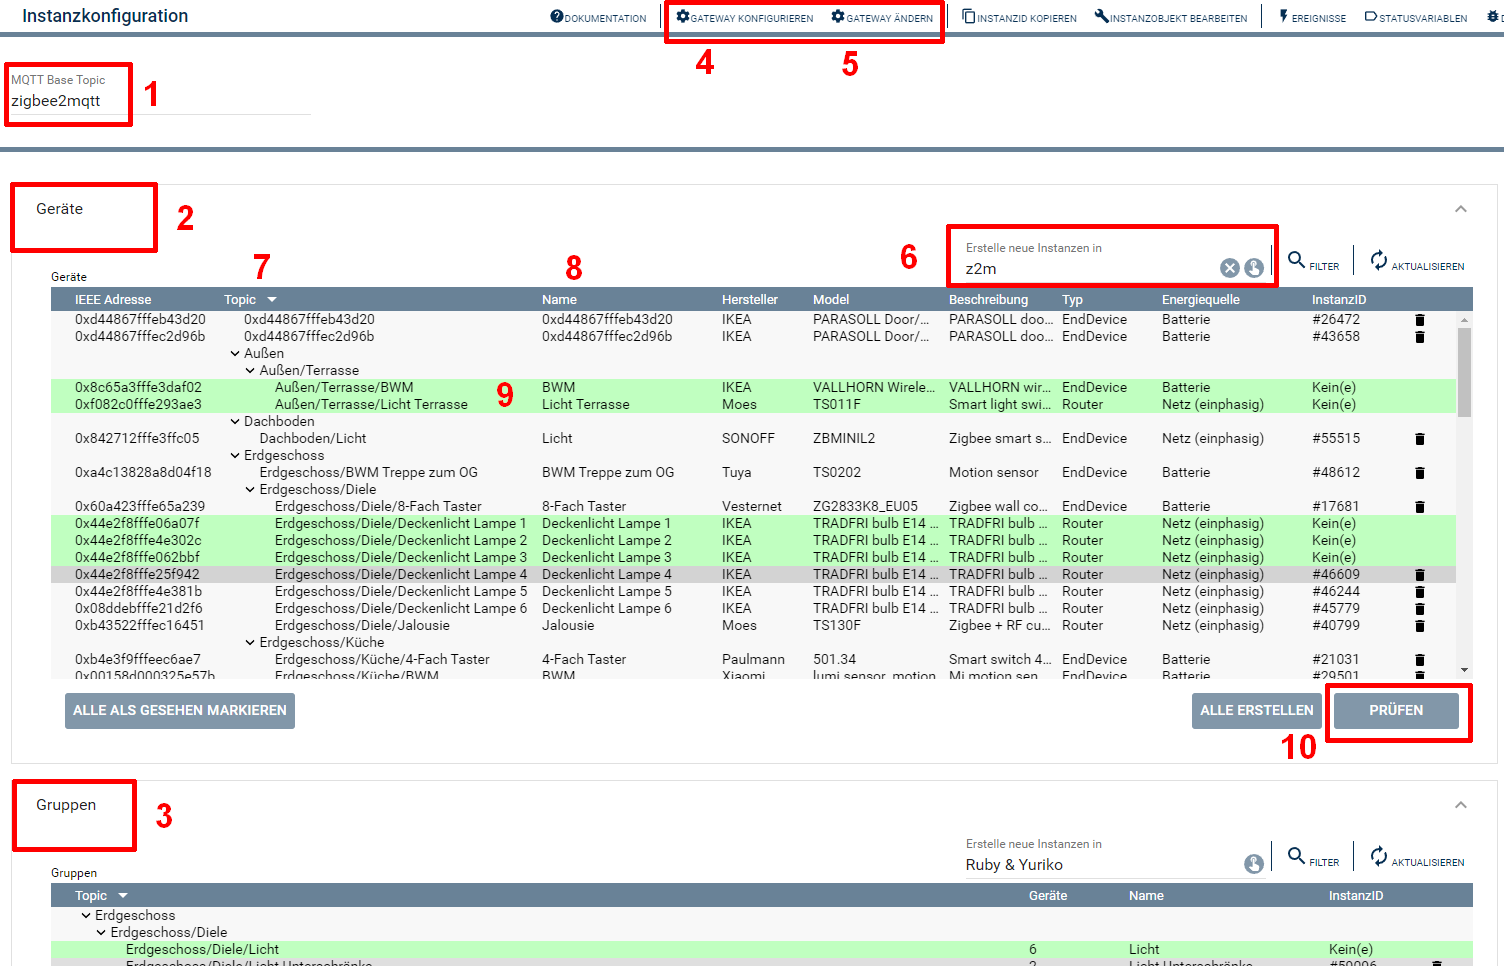 Instanzkonfiguration DOKUMENTATION GATEWAY KONFIGURIEREN GATEWAY ÄNDERN INSTANZID KOPIEREN INSTANZOBJEKT BEARBEITEN EREIGNISSE STATUSVARIABLEN D
4 5
MQTT Base Topic
zigbee2mqtt
1
Geräte
2
6
Erstelle neue Instanzen in
z2m
FILTER AKTUALISIEREN
7 8
Geräte
IEEE Adresse Topic Name Hersteller Model Beschreibung Typ Energiequelle InstanzID
0xd44867fffeb43d20 0xd44867fffeb43d20 0xd44867fffeb43d20 IKEA PARASOLL Door/... PARASOLL doo... EndDevice Batterie #26472
0xd44867fffec2d96b 0xd44867fffec2d96b 0xd44867fffec2d96b IKEA PARASOLL Door/... PARASOLL doo... EndDevice Batterie #43658
Außen
Außen/Terrasse
0x8c65a3fffe3daf02 Außen/Terrasse/BWM BWM IKEA VALLHORN Wirele... VALLHORN wir... EndDevice Batterie Kein(e)
9
0xf082c0fffe293ae3 Außen/Terrasse/Licht Terrasse Licht Terrasse Moes TS011F Smart light swi... Router Netz (einphasig) Kein(e)
Dachboden
0x842712fffe3ffc05 Dachboden/Licht Licht SONOFF ZBMINIL2 Zigbee smart s... EndDevice Netz (einphasig) #55515
Erdgeschoss
0xa4c13828a8d04f18 Erdgeschoss/BWM Treppe zum OG BWM Treppe zum OG Tuya TS0202 Motion sensor EndDevice Batterie #48612
Erdgeschoss/Diele
0x60a423fffe65a239 Erdgeschoss/Diele/8-Fach Taster 8-Fach Taster Vesternet ZG2833K8_EU05 Zigbee wall co... EndDevice Batterie #17681
0x44e2f8fffe06a07f Erdgeschoss/Diele/Deckenlicht Lampe 1 Deckenlicht Lampe 1 IKEA TRADFRI bulb E14 ... TRADFRI bulb ... Router Netz (einphasig) Kein(e)
0x44e2f8fffe4e302c Erdgeschoss/Diele/Deckenlicht Lampe 2 Deckenlicht Lampe 2 IKEA TRADFRI bulb E14 ... TRADFRI bulb ... Router Netz (einphasig) Kein(e)
0x44e2f8fffe062bbf Erdgeschoss/Diele/Deckenlicht Lampe 3 Deckenlicht Lampe 3 IKEA TRADFRI bulb E14 ... TRADFRI bulb ... Router Netz (einphasig) Kein(e)
0x44e2f8fffe25f942 Erdgeschoss/Diele/Deckenlicht Lampe 4 Deckenlicht Lampe 4 IKEA TRADFRI bulb E14 ... TRADFRI bulb ... Router Netz (einphasig) #46609
0x44e2f8fffe4e381b Erdgeschoss/Diele/Deckenlicht Lampe 5 Deckenlicht Lampe 5 IKEA TRADFRI bulb E14 ... TRADFRI bulb ... Router Netz (einphasig) #46244
0x08ddebfffe21d2f6 Erdgeschoss/Diele/Deckenlicht Lampe 6 Deckenlicht Lampe 6 IKEA TRADFRI bulb E14 ... TRADFRI bulb ... Router Netz (einphasig) #45779
0xb43522fffec16451 Erdgeschoss/Diele/Jalousie Jalousie Moes TS130F Zigbee + RF cu... Router Netz (einphasig) #40799
Erdgeschoss/Küche
0xb4e3f9fffeec6ae7 Erdgeschoss/Küche/4-Fach Taster 4-Fach Taster Paulmann 501.34 Smart switch 4... EndDevice Batterie #21031
0x00158d000325e57b Erdgeschoss/Küche/BWM BWM Xiaomi lumi.sensor_motion Mi motion sen... EndDevice Batterie #29501
ALLE ALS GESEHEN MARKIEREN ALLE ERSTELLEN PRÜFEN
10
Gruppen
3
Erstelle neue Instanzen in
Ruby & Yuriko
FILTER AKTUALISIEREN
Gruppen
Topic Geräte Name InstanzID
Erdgeschoss
Erdgeschoss/Diele
Erdgeschoss/Diele/Licht 6 Licht Kein(e)
Erdgeschoss/Diele/Licht Unterschränke 2 Licht Unterschränke #59096